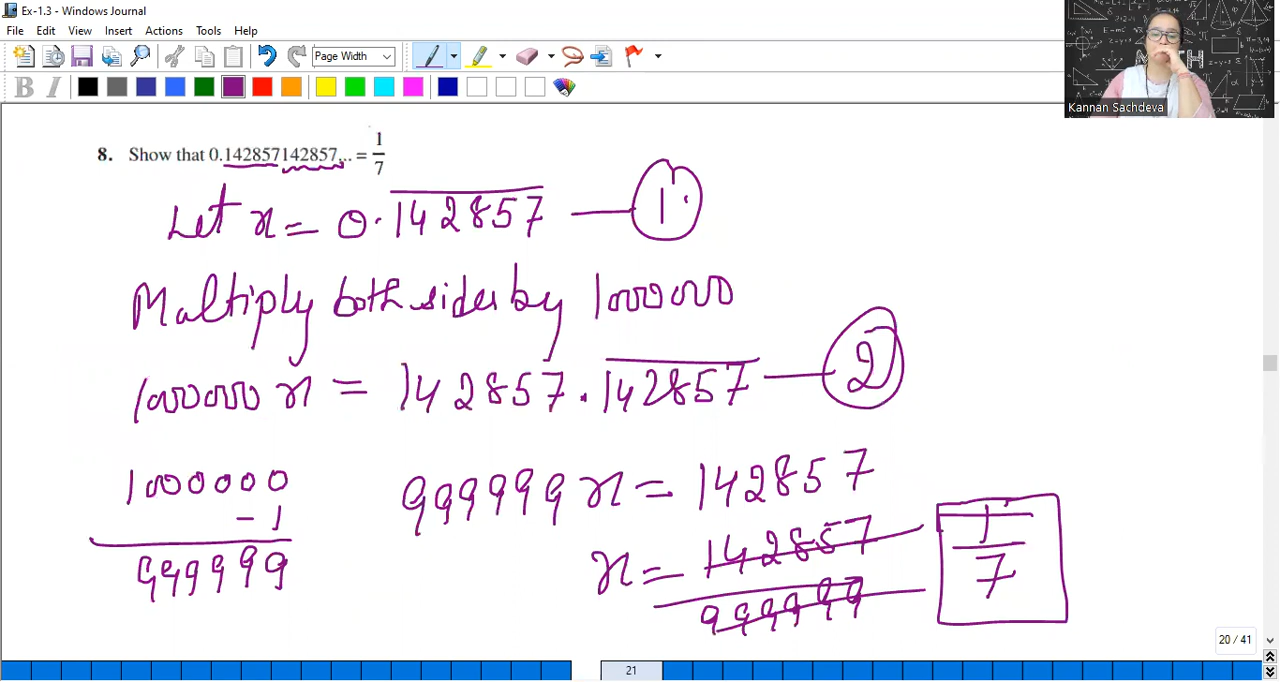 Ex-1.3 - Windows Journal
File Edit View Insert Actions Tools Help
Page Width
B I
Kannan Sachdeva
8. Show that 0.142857142857... = 1/7
Let x = 0.142857 — 1
Multiply both sides by 1000000
1000000 x = 142857.142857 — 2
1000000
-1
999999
999999 x = 142857
x = 142857/999999
1/7
20 / 41
21